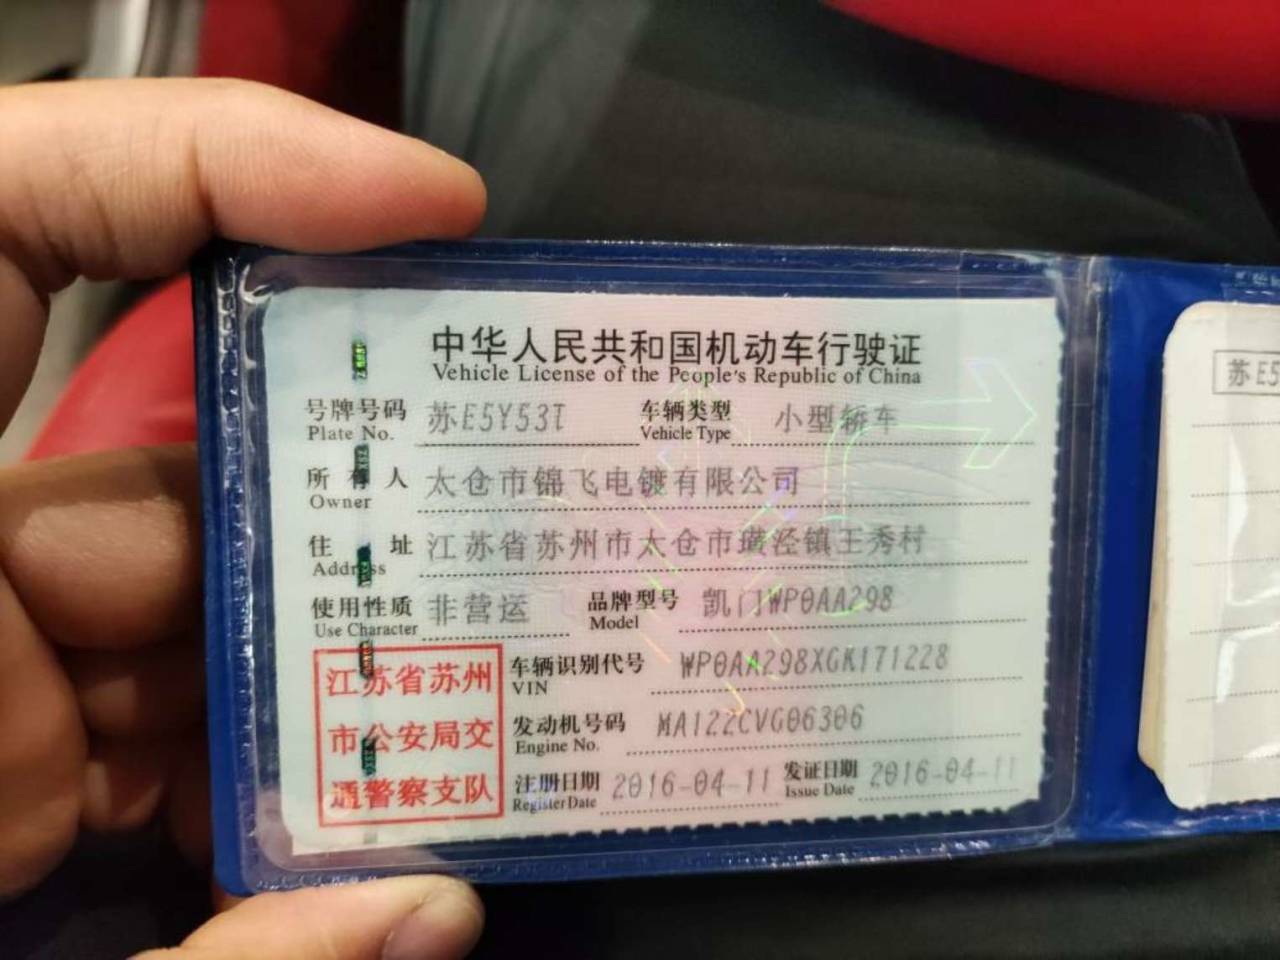 中华人民共和国机动车行驶证
Vehicle License of the People's Republic of China
号牌号码 苏E5Y53T 车辆类型 小型轿车
Plate No. Vehicle Type
所有人 太仓市锦飞电镀有限公司
Owner
住址 江苏省苏州市太仓市璜泾镇王秀村
Address
使用性质 非营运 品牌型号 凯门WP0AA298
Use Character Model
江苏省苏州
市公安局交
通警察支队
车辆识别代号 WP0AA298XGK171228
VIN
发动机号码 MA122CVG06306
Engine No.
注册日期 2016-04-11 发证日期 2016-04-11
Register Date Issue Date
苏E5